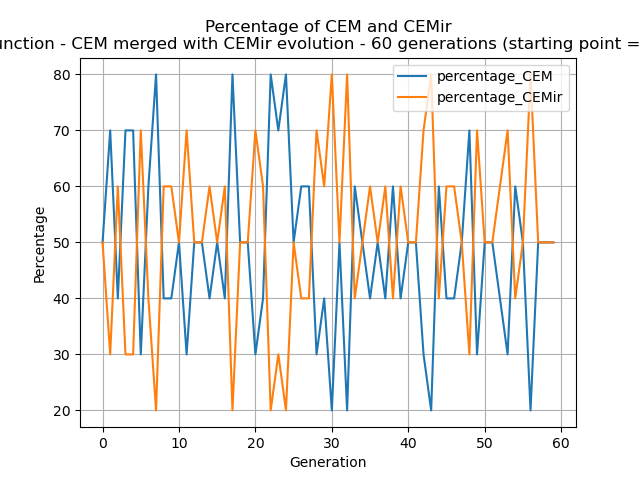 Percentage of CEM and CEMir
unction - CEM merged with CEMir evolution - 60 generations (starting point =
percentage_CEM
percentage_CEMir
Percentage
80
70
60
50
40
30
20
0 10 20 30 40 50 60
Generation